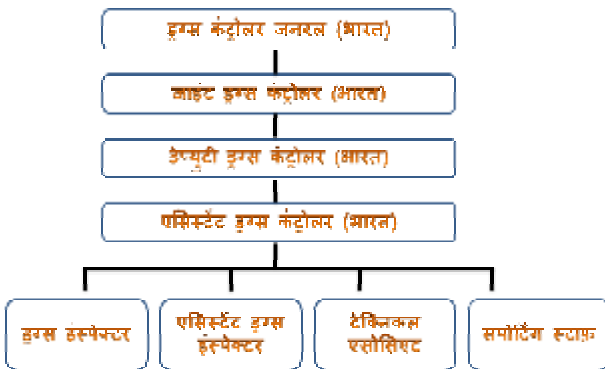 ड्रग्स कंट्रोलर जनरल (भारत)
जाइंट ड्रग्स कंट्रोलर (भारत)
डेप्युटी ड्रग्स कंट्रोलर (भारत)
एसिस्टेंट ड्रग्स कंट्रोलर (भारत)
ड्रग्स इंस्पेक्टर
एसिस्टेंट ड्रग्स
इंस्पेक्टर
टेक्निकल
एसोसिएट
सपोर्टिंग स्टाफ़